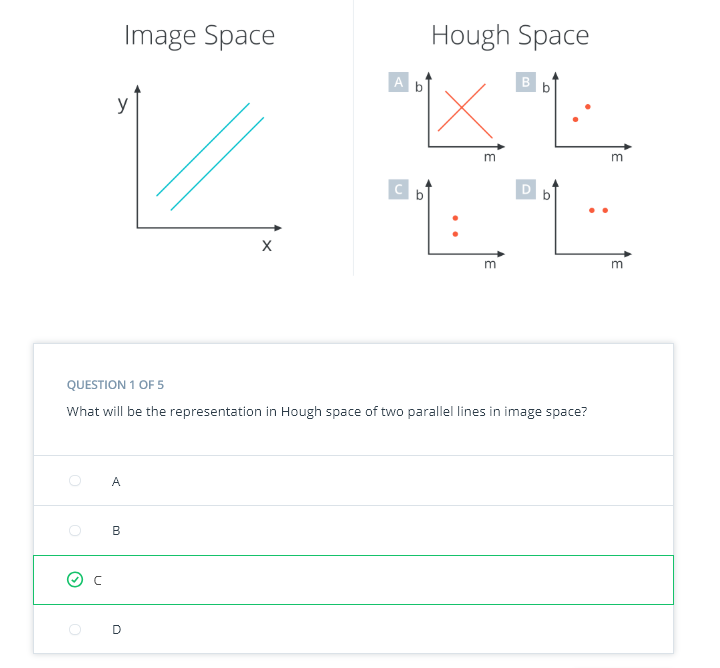 Image Space
Hough Space
y
x
A
b
m
B
b
m
C
b
m
D
b
m
QUESTION 1 OF 5
What will be the representation in Hough space of two parallel lines in image space?
A
B
C
D